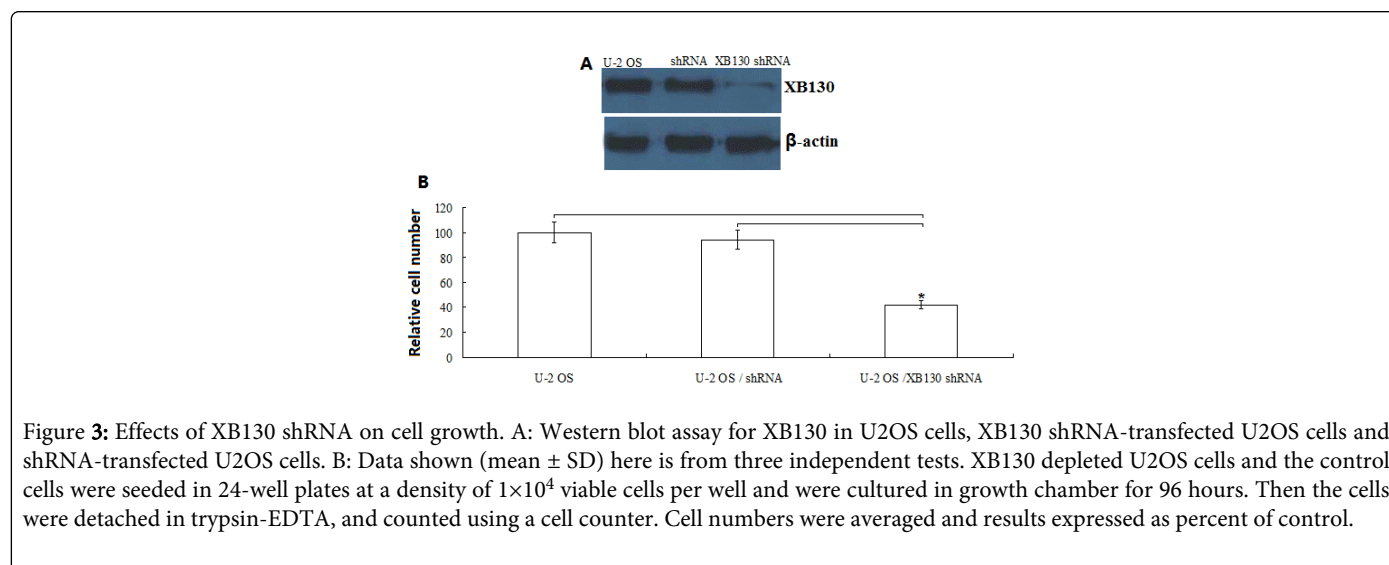 A U-2 OS shRNA XB130 shRNA
XB130
β-actin
B
Relative cell number
120
100
80
60
40
20
0
*
U-2 OS U-2 OS / shRNA U-2 OS /XB130 shRNA
Figure 3: Effects of XB130 shRNA on cell growth. A: Western blot assay for XB130 in U2OS cells, XB130 shRNA-transfected U2OS cells and
shRNA-transfected U2OS cells. B: Data shown (mean ± SD) here is from three independent tests. XB130 depleted U2OS cells and the control
cells were seeded in 24-well plates at a density of 1×10⁴ viable cells per well and were cultured in growth chamber for 96 hours. Then the cells
were detached in trypsin-EDTA, and counted using a cell counter. Cell numbers were averaged and results expressed as percent of control.